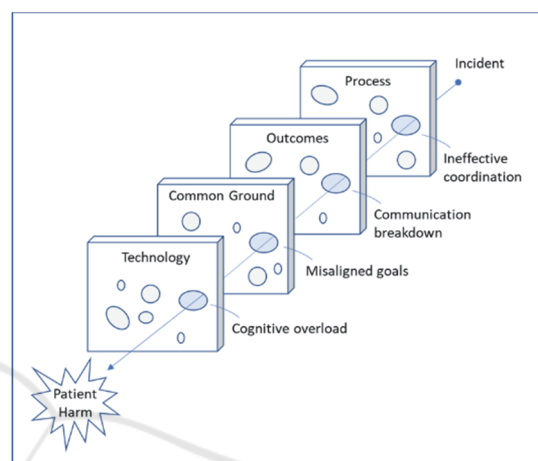 Incident
Process
Ineffective
coordination
Outcomes
Communication
breakdown
Common Ground
Misaligned goals
Technology
Cognitive overload
Patient
Harm